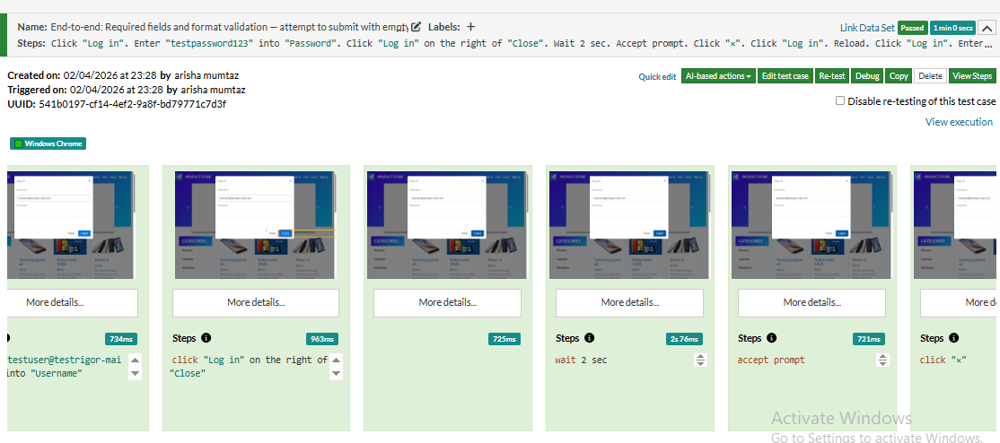 Name: End-to-end: Required fields and format validation — attempt to submit with empty Labels: +
Link Data Set Passed 1 min 0 secs
Steps: Click "Log in". Enter "testpassword123" into "Password". Click "Log in" on the right of "Close". Wait 2 sec. Accept prompt. Click "×". Click "Log in". Reload. Click "Log in". Enter...
Created on: 02/04/2026 at 23:28 by arisha mumtaz
Quick edit AI-based actions Edit test case Re-test Debug Copy Delete View Steps
Triggered on: 02/04/2026 at 23:28 by arisha mumtaz
UUID: 541b0197-cf14-4ef2-9a8f-bd79771c7d3f
Disable re-testing of this test case
View execution
Windows Chrome
PRODUCT STORE
CATEGORIES
More details... More details... More details... More details... More details... More d
734ms Steps 963ms 725ms Steps 2s 76ms Steps 721ms Steps
testuser@testrigor-mai click "Log in" on the right of wait 2 sec accept prompt click "×"
into "Username" "Close"
Activate Windows
Go to Settings to activate Windows.